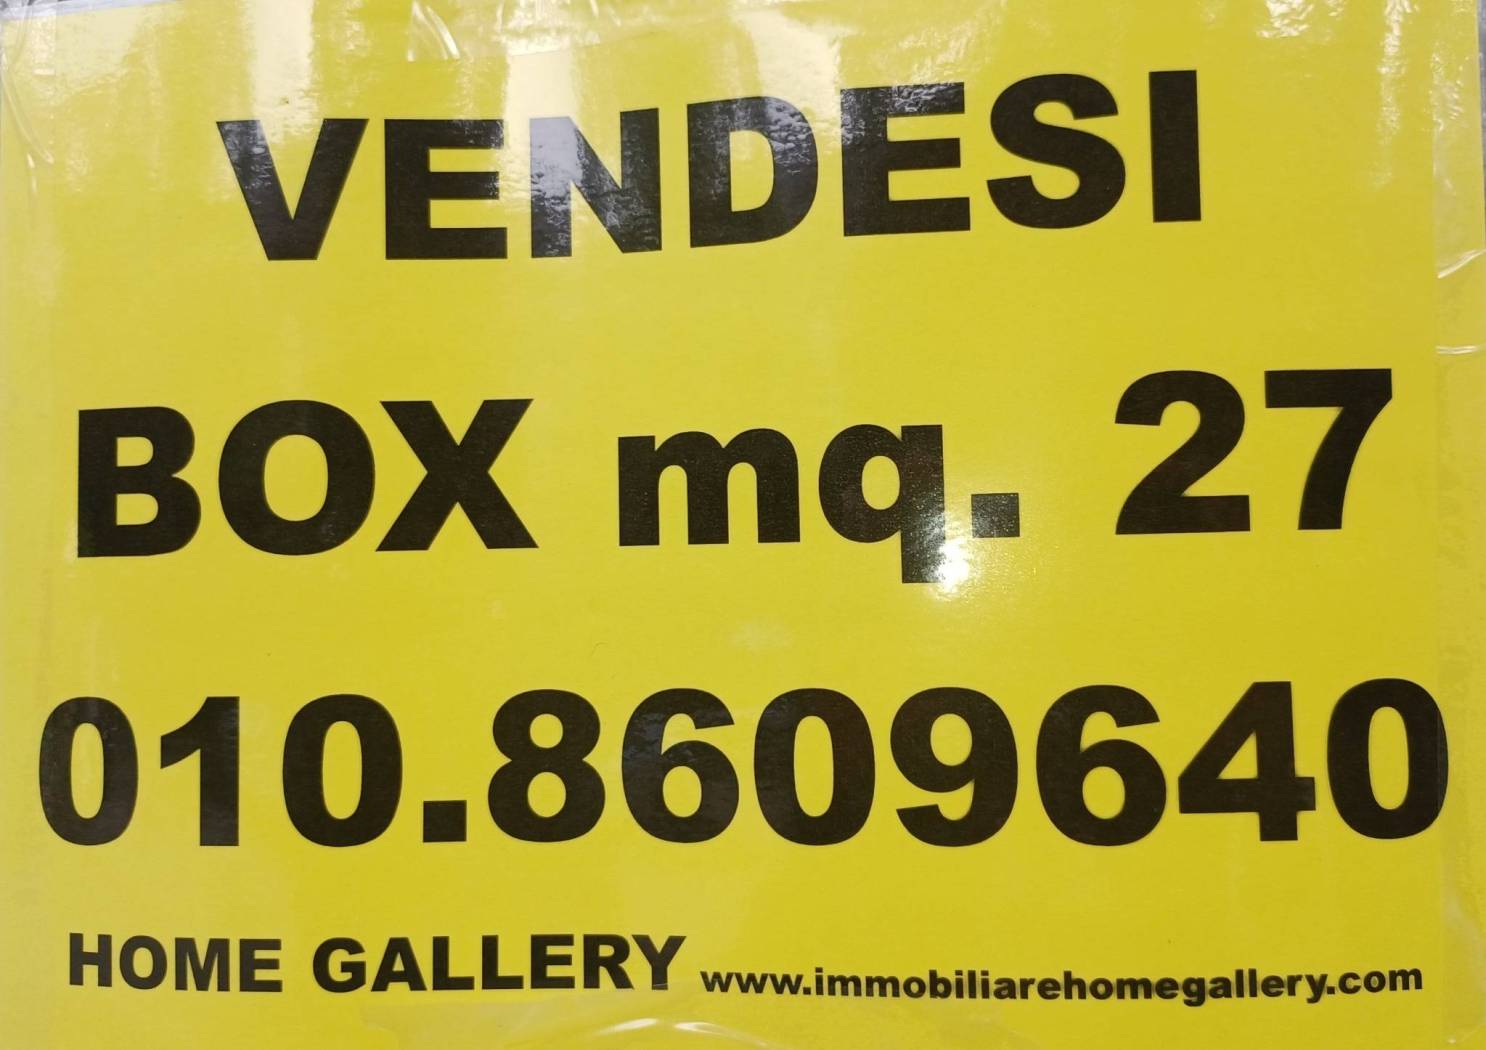 VENDESI
BOX mq. 27
010.8609640
HOME GALLERY www.immobiliarehomegallery.com